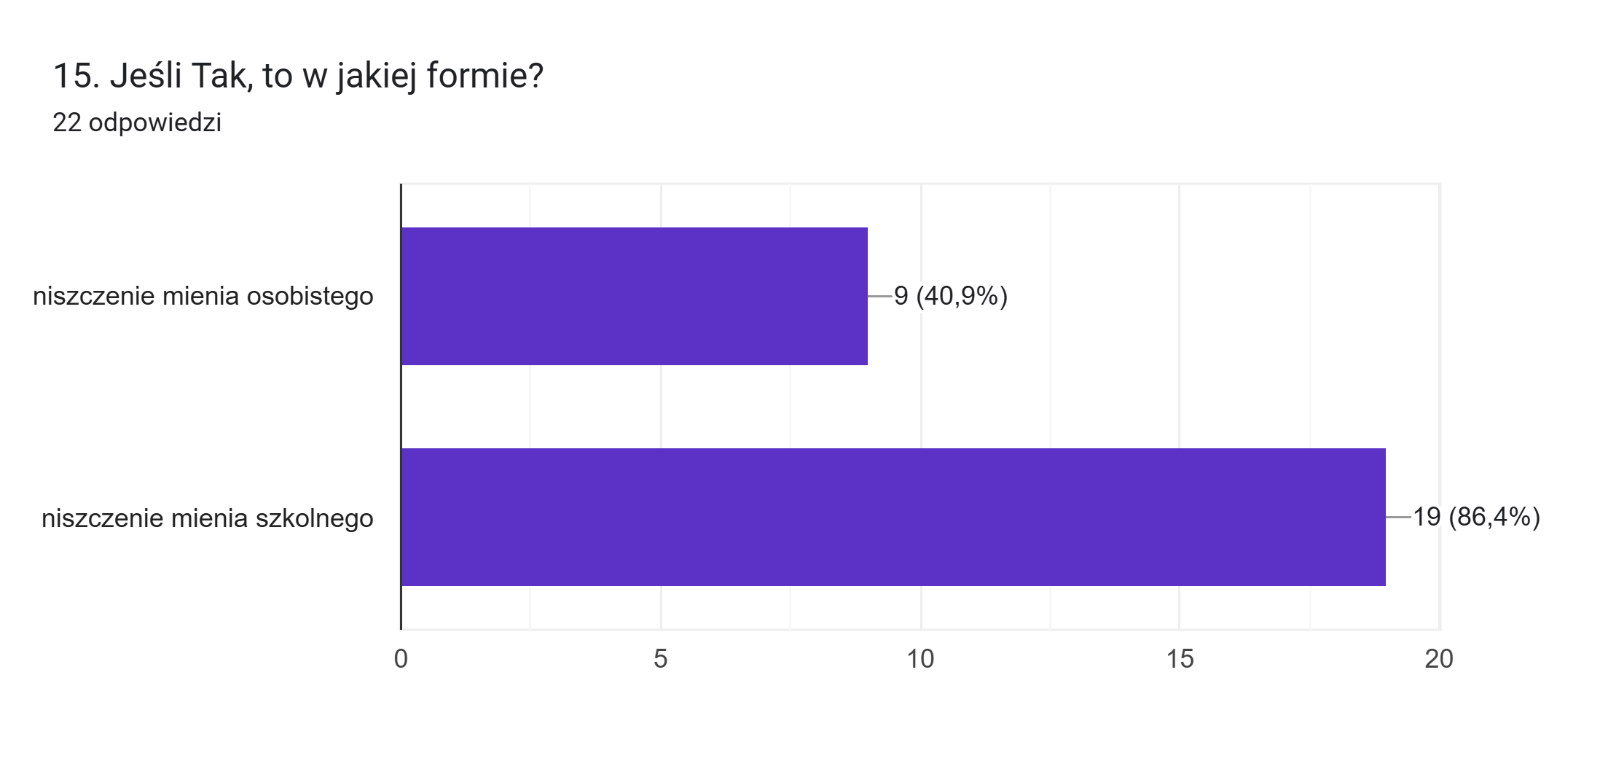 15. Jeśli Tak, to w jakiej formie?
22 odpowiedzi
niszczenie mienia osobistego
9 (40,9%)
niszczenie mienia szkolnego
19 (86,4%)
0 5 10 15 20